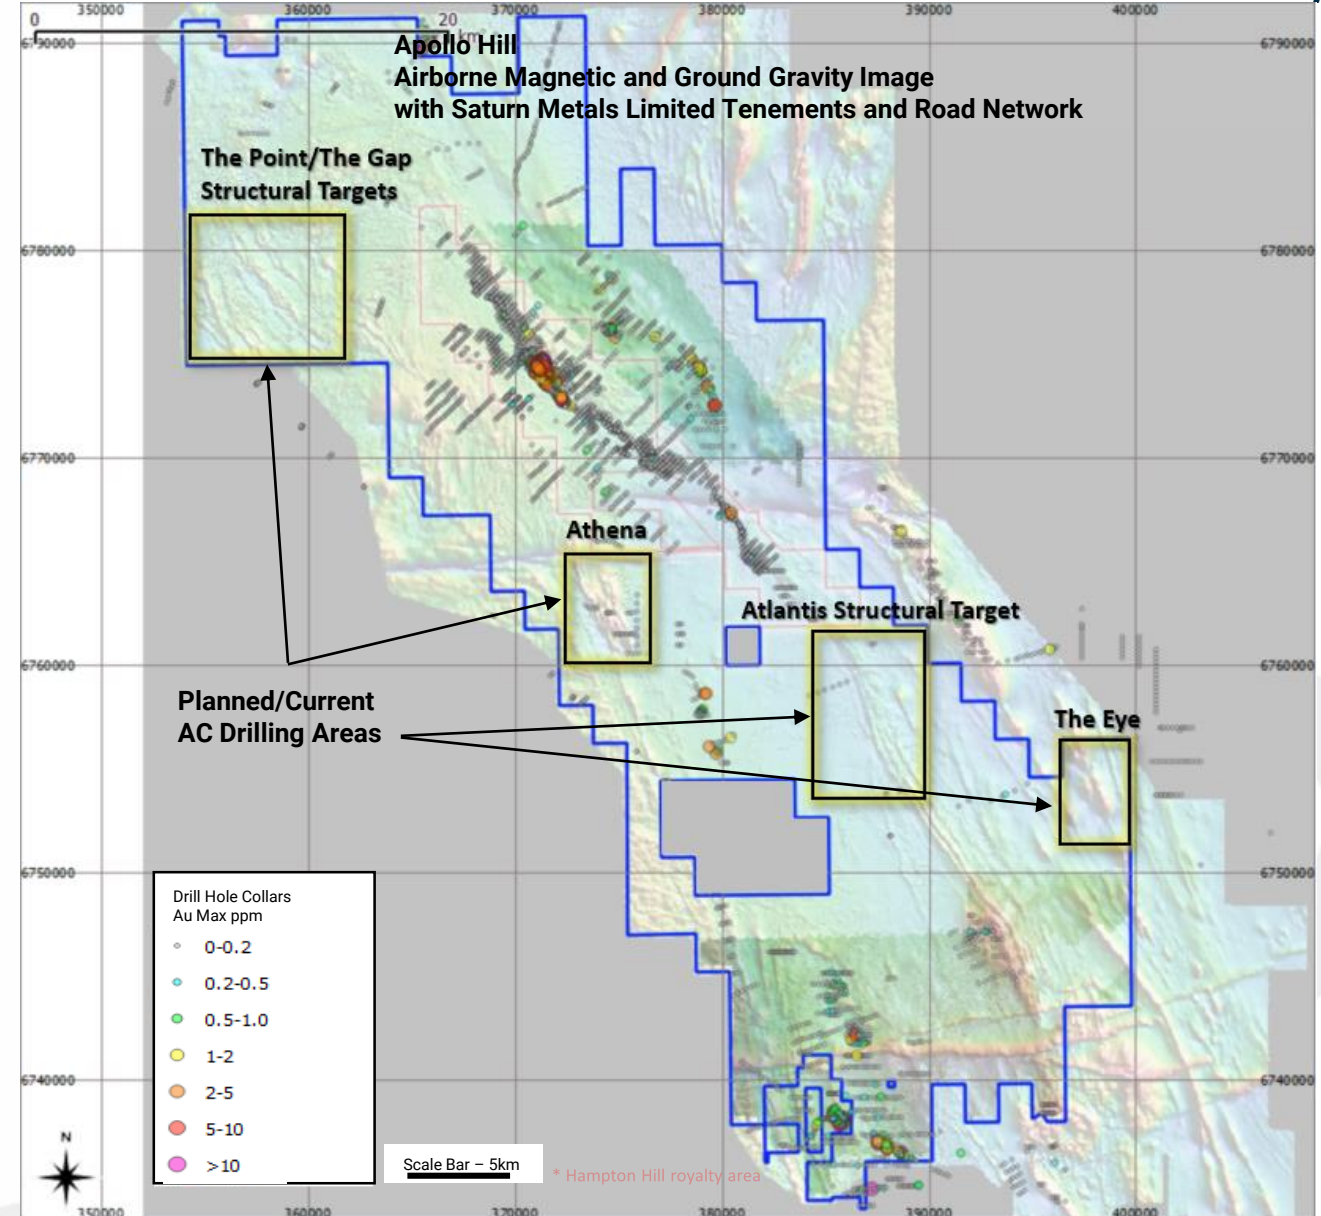 350000 360000 370000 380000 390000 400000
0 20
km
6790000 6790000
Apollo Hill
Airborne Magnetic and Ground Gravity Image
with Saturn Metals Limited Tenements and Road Network
The Point/The Gap
Structural Targets
6780000 6780000
6770000 6770000
Athena
Atlantis Structural Target
6760000 6760000
Planned/Current
AC Drilling Areas
The Eye
6750000 6750000
Drill Hole Collars
Au Max ppm
0-0.2
0.2-0.5
0.5-1.0
1-2
2-5
5-10
>10
6740000 6740000
N
Scale Bar – 5km
* Hampton Hill royalty area
350000 360000 370000 380000 390000 400000